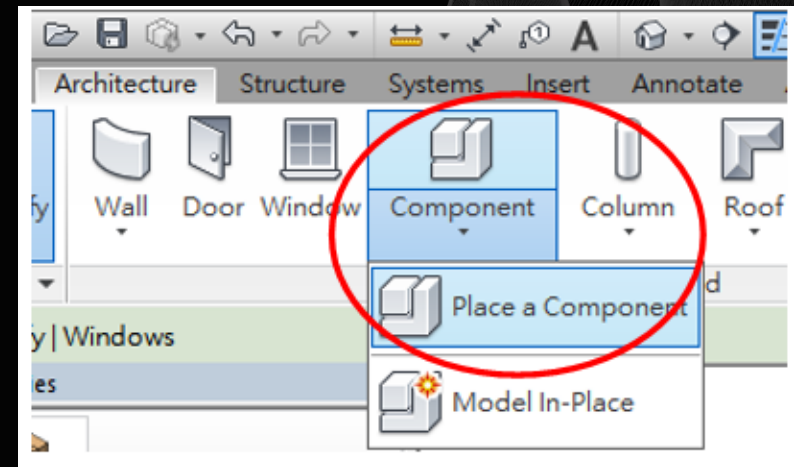 A
Architecture Structure Systems Insert Annotate
fy Wall Door Window Component Column Roof
d
Place a Component
y | Windows
es
Model In-Place